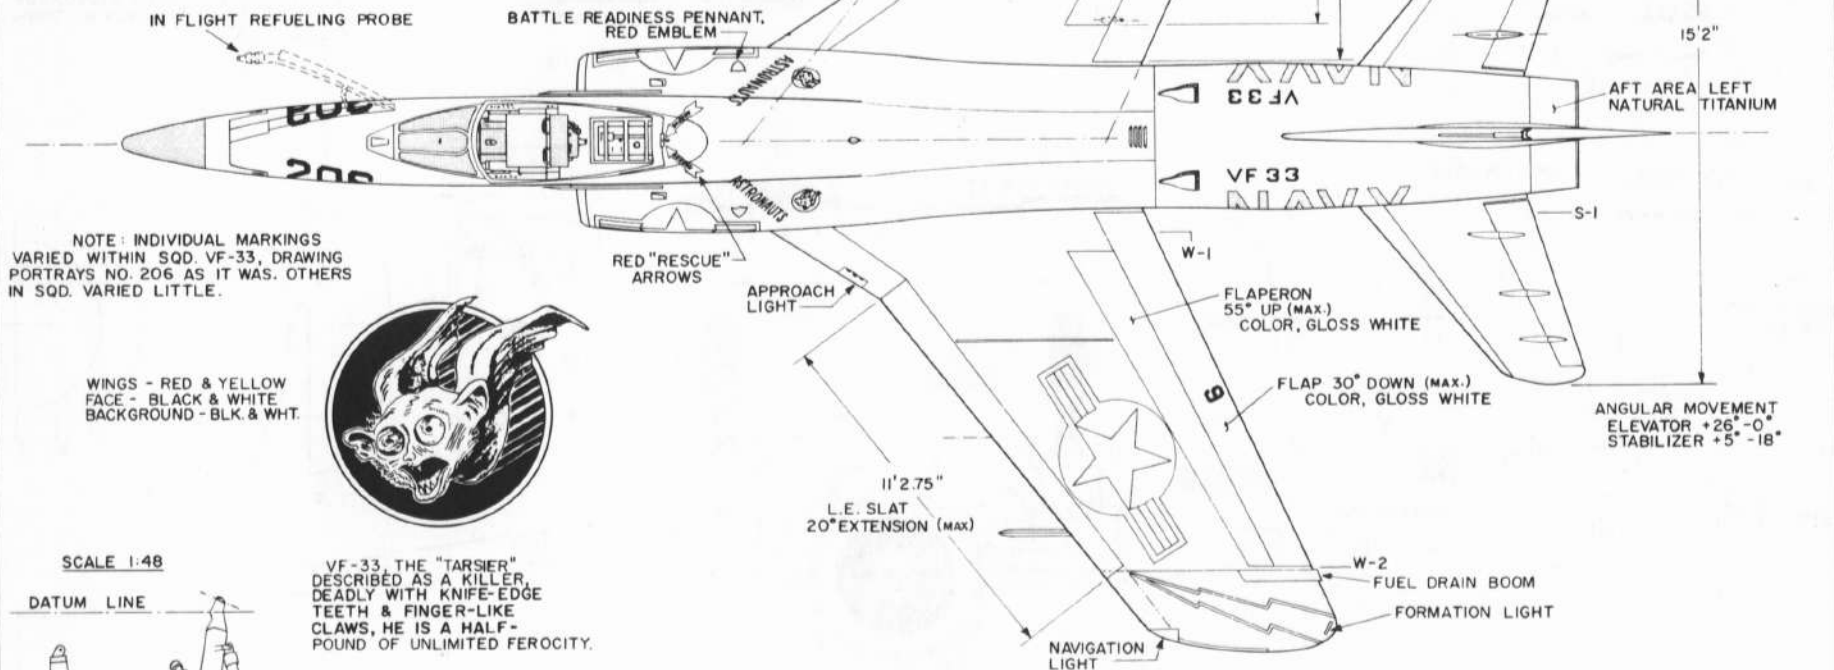 IN FLIGHT REFUELING PROBE
BATTLE READINESS PENNANT,
RED EMBLEM
15'2"
ASTRONAUTS
NAVY
VF33
AFT AREA LEFT
NATURAL TITANIUM
206
206
ASTRONAUTS
VF 33
NAVY
S-1
W-1
NOTE: INDIVIDUAL MARKINGS
VARIED WITHIN SQD. VF-33, DRAWING
PORTRAYS NO. 206 AS IT WAS. OTHERS
IN SQD. VARIED LITTLE.
RED "RESCUE"
ARROWS
APPROACH
LIGHT
FLAPERON
55° UP (MAX.)
COLOR, GLOSS WHITE
WINGS - RED & YELLOW
FACE - BLACK & WHITE
BACKGROUND - BLK. & WHT.
FLAP 30° DOWN (MAX.)
COLOR, GLOSS WHITE
6
ANGULAR MOVEMENT
ELEVATOR +26° -0°
STABILIZER +5° -18°
11'2.75"
L.E. SLAT
20° EXTENSION (MAX)
SCALE 1:48
DATUM LINE
VF-33, THE "TARSIER"
DESCRIBED AS A KILLER,
DEADLY WITH KNIFE-EDGE
TEETH & FINGER-LIKE
CLAWS, HE IS A HALF-
POUND OF UNLIMITED FEROCITY.
W-2
FUEL DRAIN BOOM
FORMATION LIGHT
NAVIGATION
LIGHT